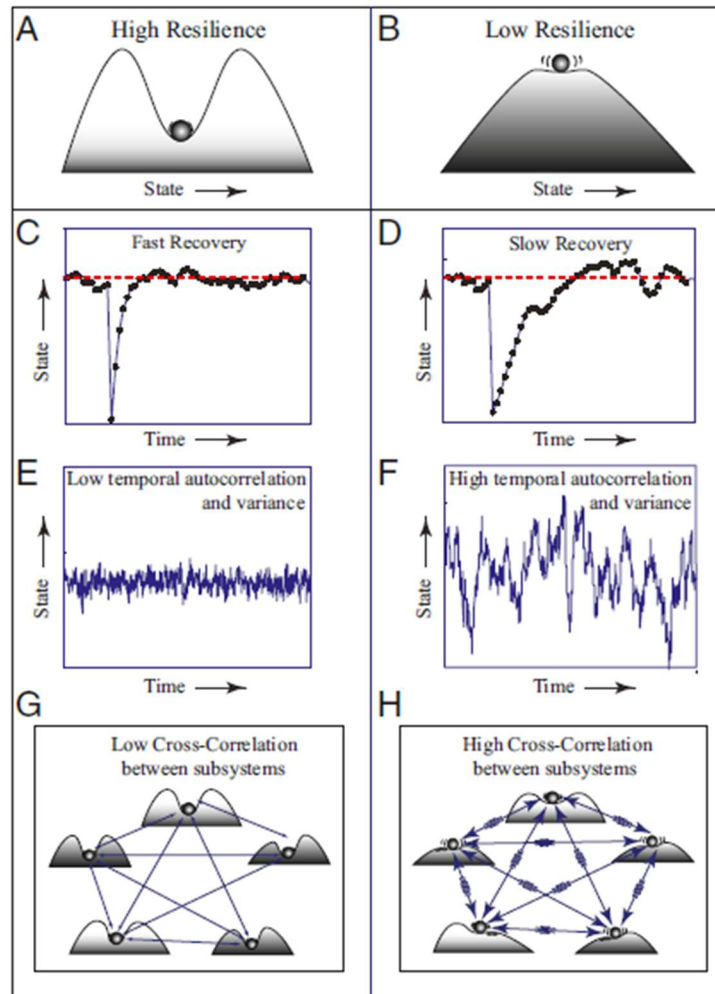 A
High Resilience
State
B
Low Resilience
State
C
Fast Recovery
State
Time
D
Slow Recovery
State
Time
E
Low temporal autocorrelation
and variance
State
Time
F
High temporal autocorrelation
and variance
State
Time
G
Low Cross-Correlation
between subsystems
H
High Cross-Correlation
between subsystems